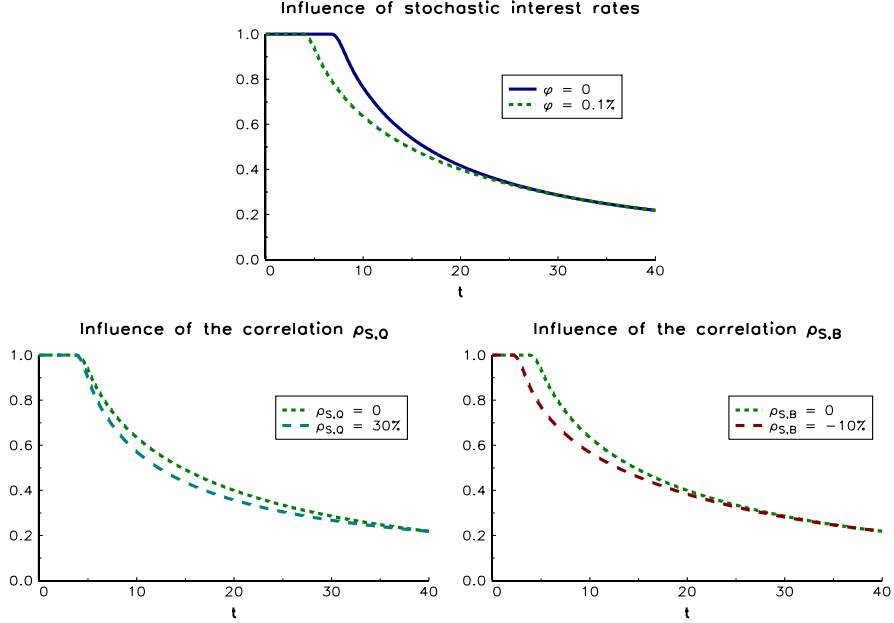 Influence of stochastic interest rates
1.0
0.8
0.6
0.4
0.2
0.0
φ = 0
φ = 0.1%
0 10 20 30 40
t
Influence of the correlation ρS,Q
1.0
0.8
0.6
0.4
0.2
0.0
ρS,Q = 0
ρS,Q = 30%
0 10 20 30 40
t
Influence of the correlation ρS,B
1.0
0.8
0.6
0.4
0.2
0.0
ρS,B = 0
ρS,B = −10%
0 10 20 30 40
t